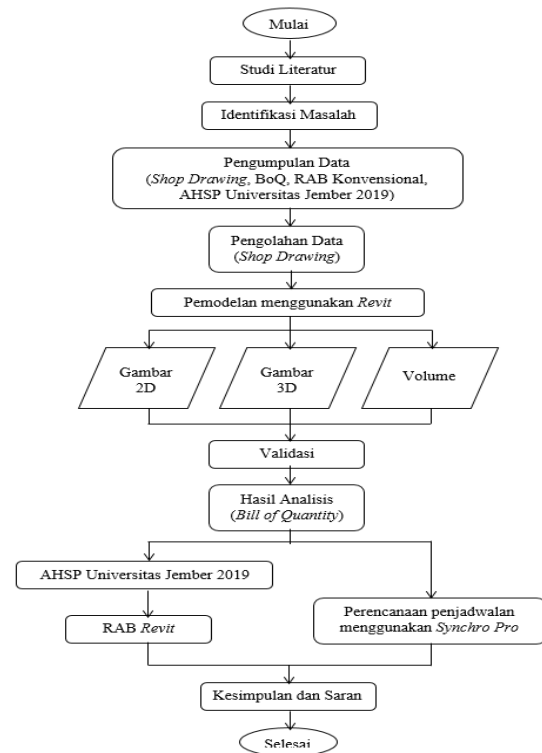 Mulai
Studi Literatur
Identifikasi Masalah
Pengumpulan Data
(Shop Drawing, BoQ, RAB Konvensional,
AHSP Universitas Jember 2019)
Pengolahan Data
(Shop Drawing)
Pemodelan menggunakan Revit
Gambar
2D
Gambar
3D
Volume
Validasi
Hasil Analisis
(Bill of Quantity)
AHSP Universitas Jember 2019
RAB Revit
Perencanaan penjadwalan
menggunakan Synchro Pro
Kesimpulan dan Saran
Selesai